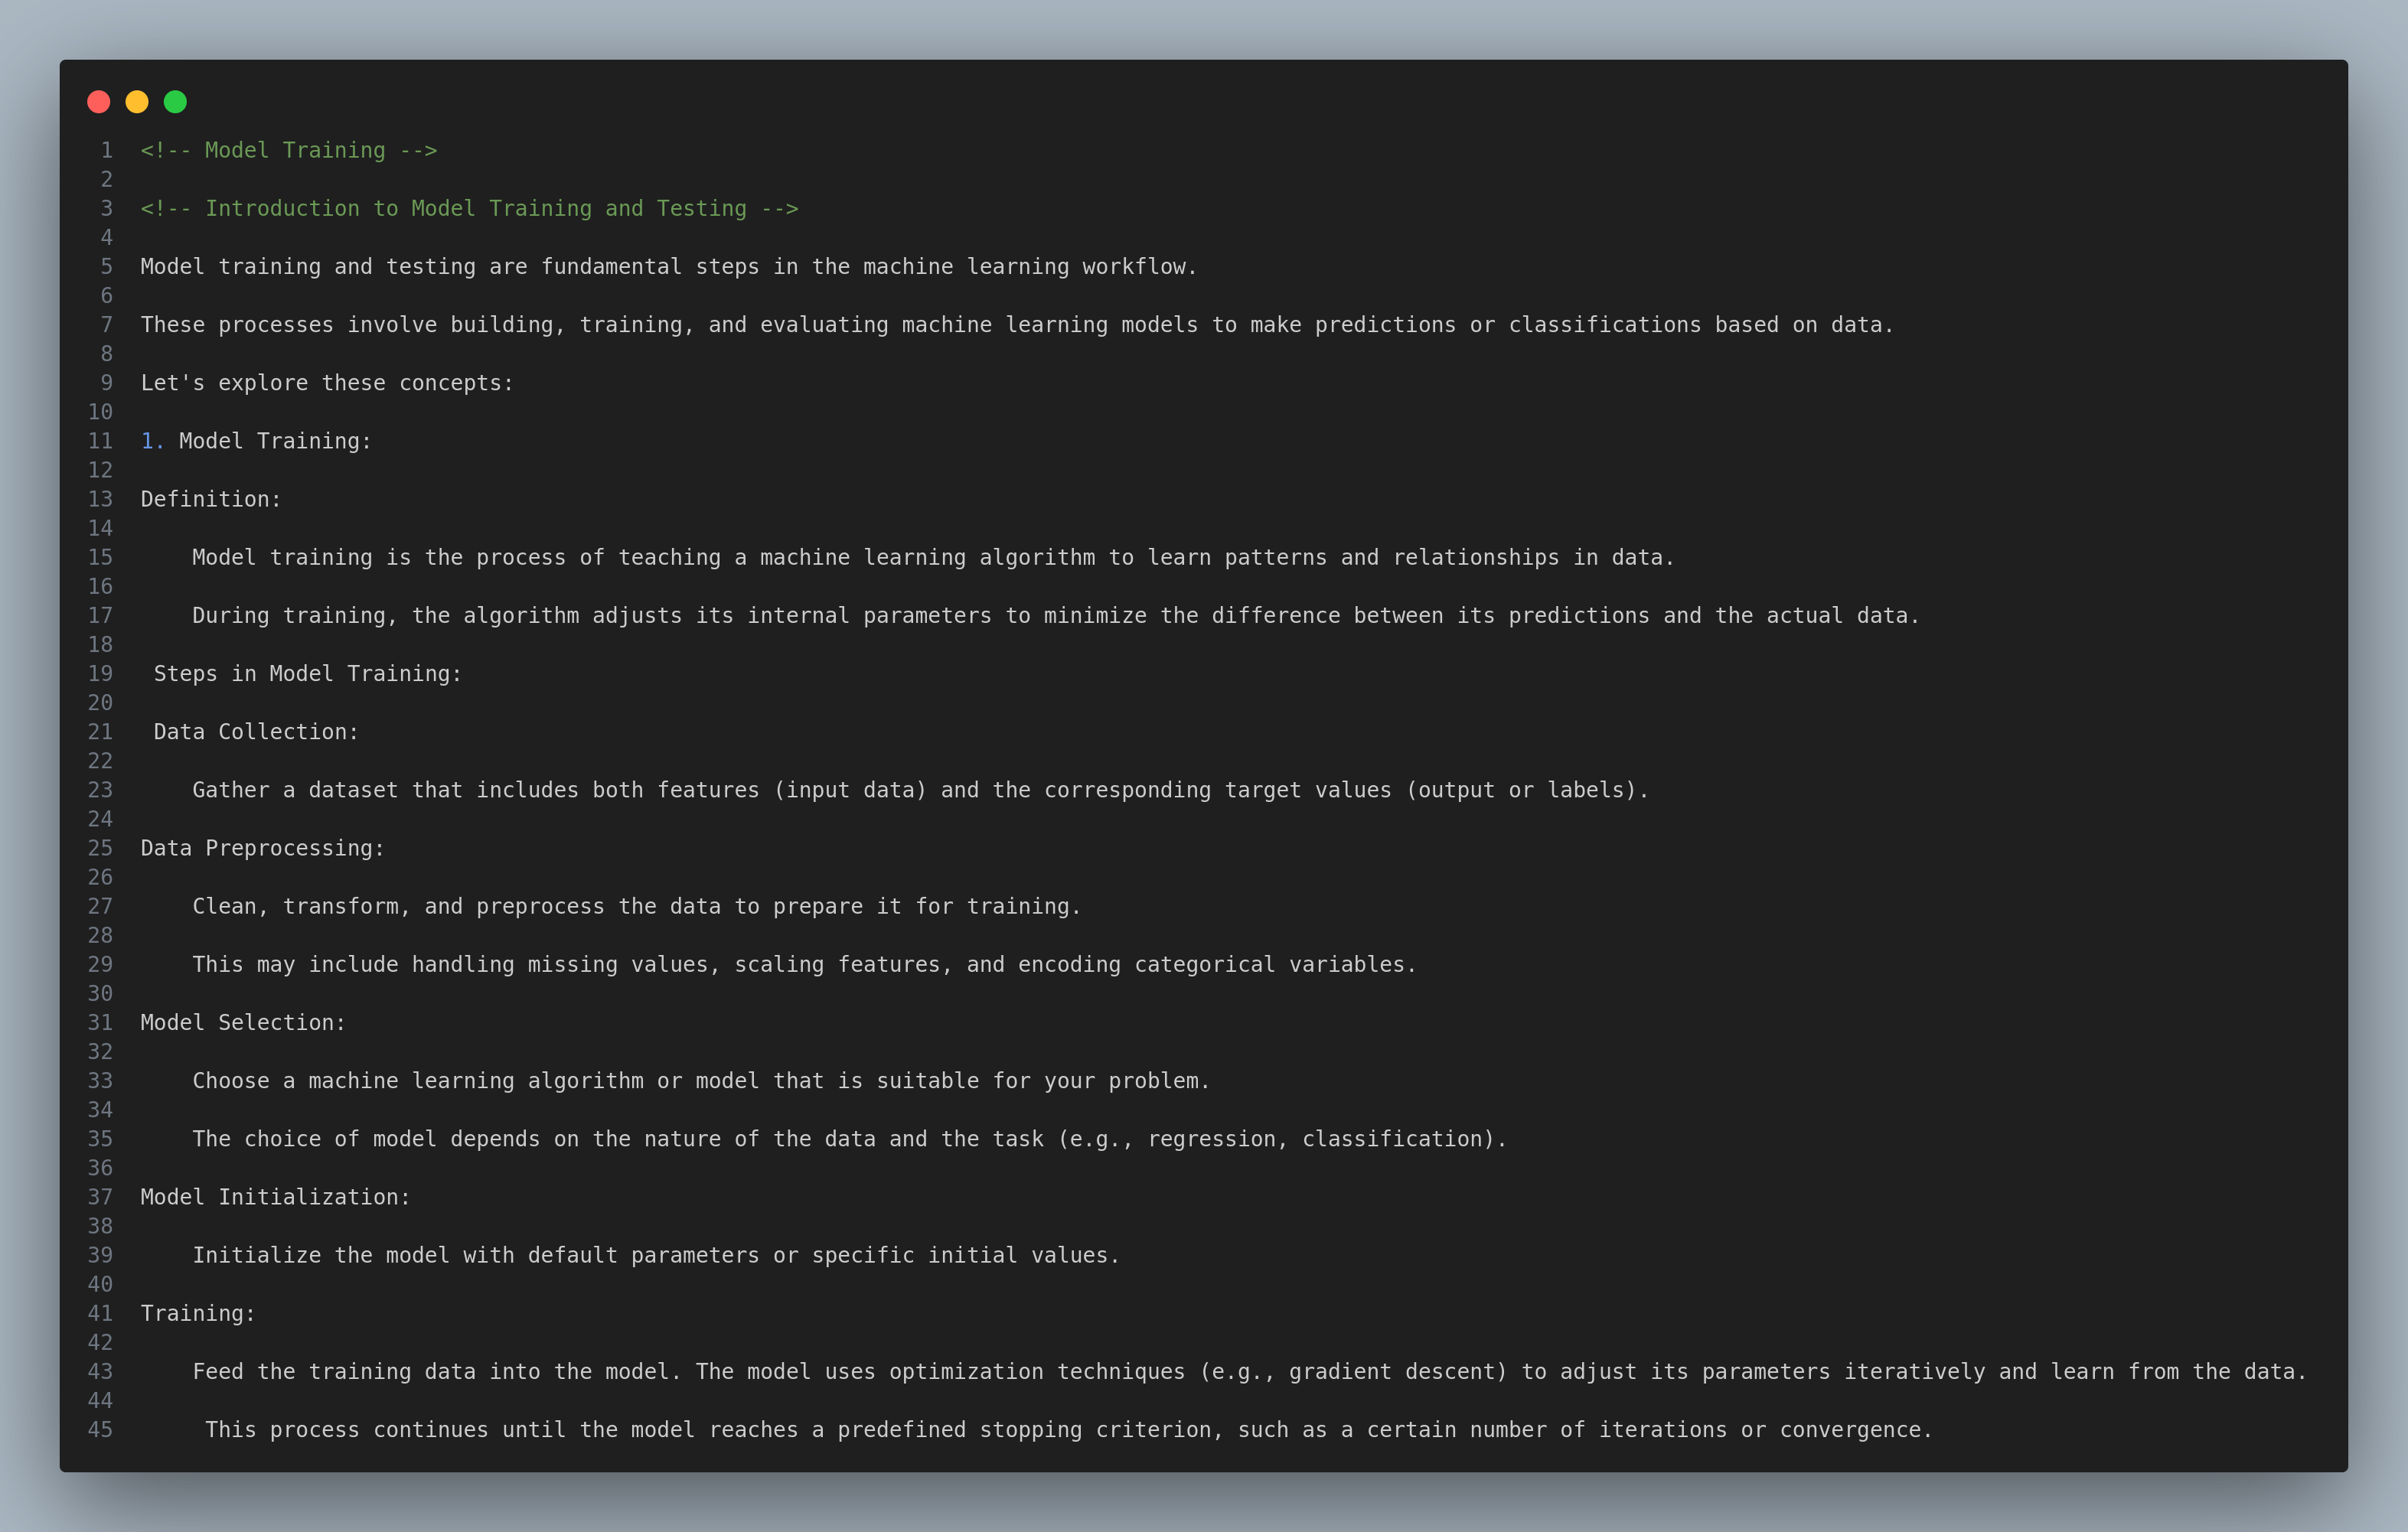 1 <!-- Model Training -->
2
3 <!-- Introduction to Model Training and Testing -->
4
5 Model training and testing are fundamental steps in the machine learning workflow.
6
7 These processes involve building, training, and evaluating machine learning models to make predictions or classifications based on data.
8
9 Let's explore these concepts:
10
11 1. Model Training:
12
13 Definition:
14
15     Model training is the process of teaching a machine learning algorithm to learn patterns and relationships in data.
16
17     During training, the algorithm adjusts its internal parameters to minimize the difference between its predictions and the actual data.
18
19  Steps in Model Training:
20
21  Data Collection:
22
23     Gather a dataset that includes both features (input data) and the corresponding target values (output or labels).
24
25 Data Preprocessing:
26
27     Clean, transform, and preprocess the data to prepare it for training.
28
29     This may include handling missing values, scaling features, and encoding categorical variables.
30
31 Model Selection:
32
33     Choose a machine learning algorithm or model that is suitable for your problem.
34
35     The choice of model depends on the nature of the data and the task (e.g., regression, classification).
36
37 Model Initialization:
38
39     Initialize the model with default parameters or specific initial values.
40
41 Training:
42
43     Feed the training data into the model. The model uses optimization techniques (e.g., gradient descent) to adjust its parameters iteratively and learn from the data.
44
45      This process continues until the model reaches a predefined stopping criterion, such as a certain number of iterations or convergence.